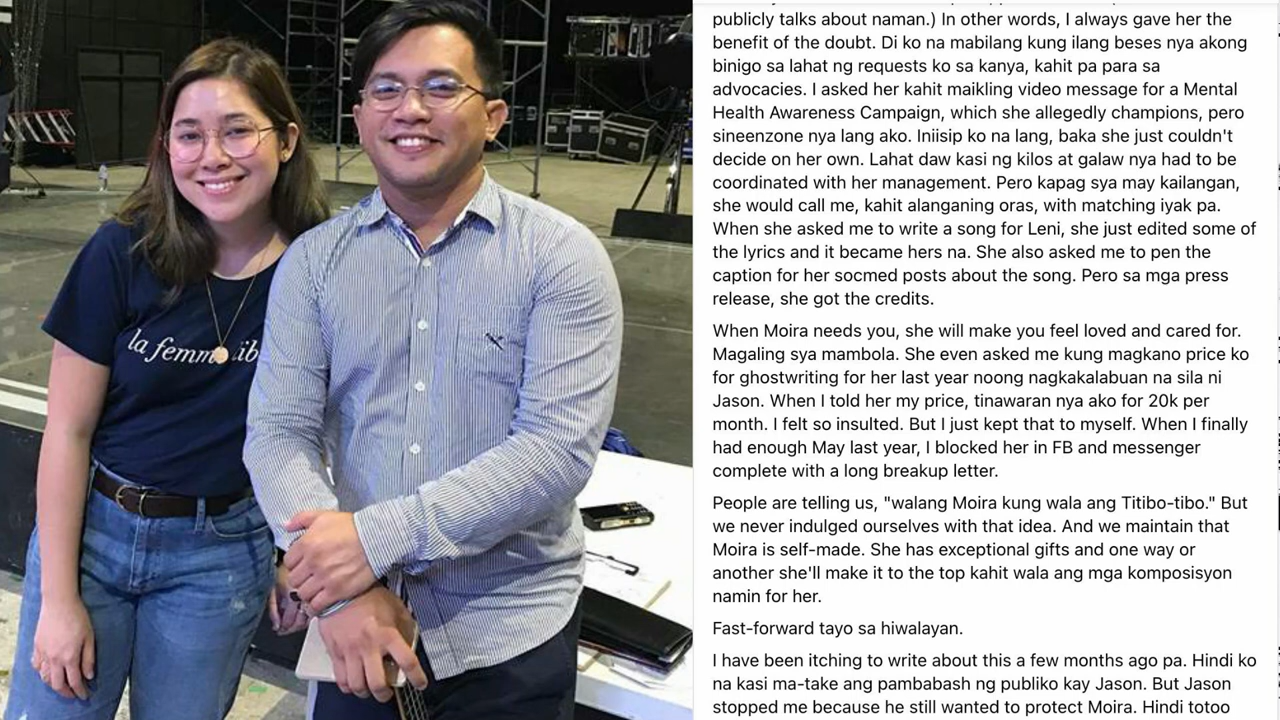 la femme lib
publicly talks about naman.) In other words, I always gave her the
benefit of the doubt. Di ko na mabilang kung ilang beses nya akong
binigo sa lahat ng requests ko sa kanya, kahit pa para sa
advocacies. I asked her kahit maikling video message for a Mental
Health Awareness Campaign, which she allegedly champions, pero
sineenzone nya lang ako. Iniisip ko na lang, baka she just couldn't
decide on her own. Lahat daw kasi ng kilos at galaw nya had to be
coordinated with her management. Pero kapag sya may kailangan,
she would call me, kahit alanganing oras, with matching iyak pa.
When she asked me to write a song for Leni, she just edited some of
the lyrics and it became hers na. She also asked me to pen the
caption for her socmed posts about the song. Pero sa mga press
release, she got the credits.
When Moira needs you, she will make you feel loved and cared for.
Magaling sya mambola. She even asked me kung magkano price ko
for ghostwriting for her last year noong nagkakalabuan na sila ni
Jason. When I told her my price, tinawaran nya ako for 20k per
month. I felt so insulted. But I just kept that to myself. When I finally
had enough May last year, I blocked her in FB and messenger
complete with a long breakup letter.
People are telling us, "walang Moira kung wala ang Titibo-tibo." But
we never indulged ourselves with that idea. And we maintain that
Moira is self-made. She has exceptional gifts and one way or
another she'll make it to the top kahit wala ang mga komposisyon
namin for her.
Fast-forward tayo sa hiwalayan.
I have been itching to write about this a few months ago pa. Hindi ko
na kasi ma-take ang pambabash ng publiko kay Jason. But Jason
stopped me because he still wanted to protect Moira. Hindi totoo